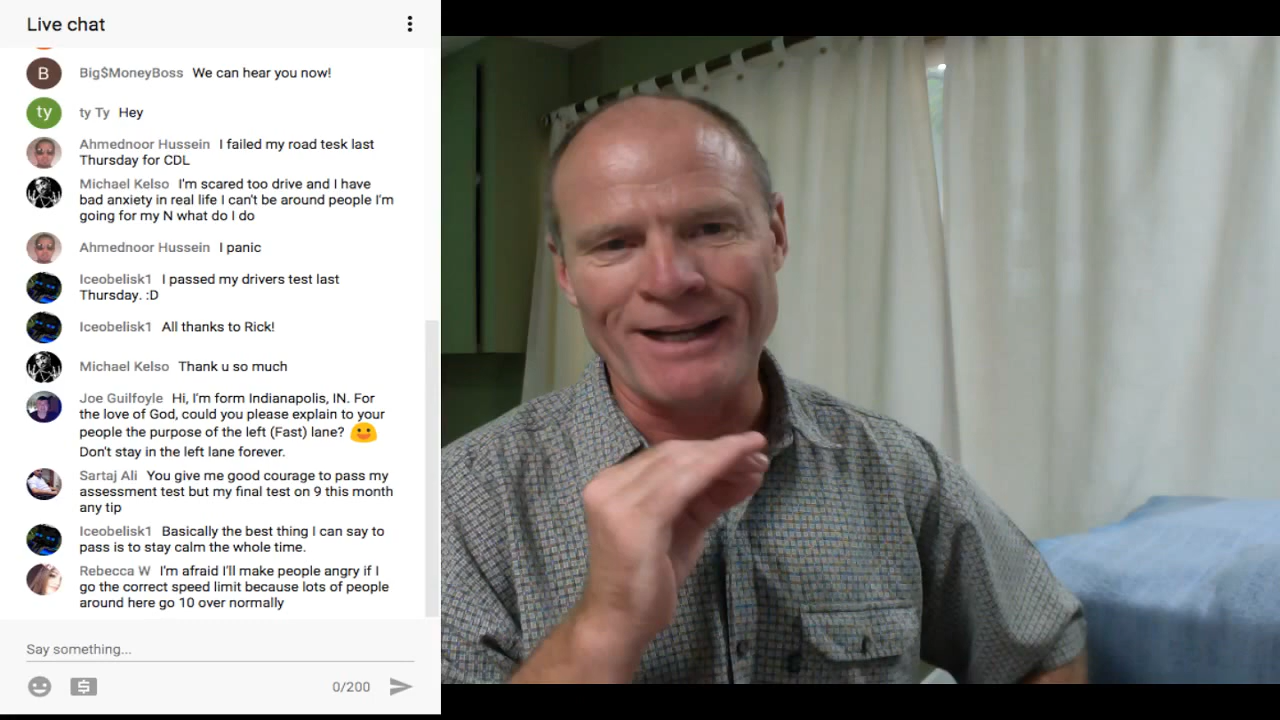 Live chat
B Big$MoneyBoss We can hear you now!
ty ty Ty Hey
Ahmednoor Hussein I failed my road tesk last
Thursday for CDL
Michael Kelso I'm scared too drive and I have
bad anxiety in real life I can't be around people I'm
going for my N what do I do
Ahmednoor Hussein I panic
Iceobelisk1 I passed my drivers test last
Thursday. :D
Iceobelisk1 All thanks to Rick!
Michael Kelso Thank u so much
Joe Guilfoyle Hi, I'm form Indianapolis, IN. For
the love of God, could you please explain to your
people the purpose of the left (Fast) lane?
Don't stay in the left lane forever.
Sartaj Ali You give me good courage to pass my
assessment test but my final test on 9 this month
any tip
Iceobelisk1 Basically the best thing I can say to
pass is to stay calm the whole time.
Rebecca W I'm afraid I'll make people angry if I
go the correct speed limit because lots of people
around here go 10 over normally
Say something...
$ 0/200